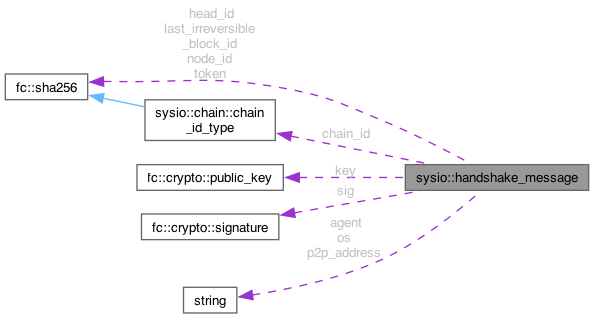 head_id
last_irreversible
_block_id
node_id
token
fc::sha256
sysio::chain::chain
_id_type
chain_id
fc::crypto::public_key
key
sysio::handshake_message
sig
fc::crypto::signature
agent
os
p2p_address
string